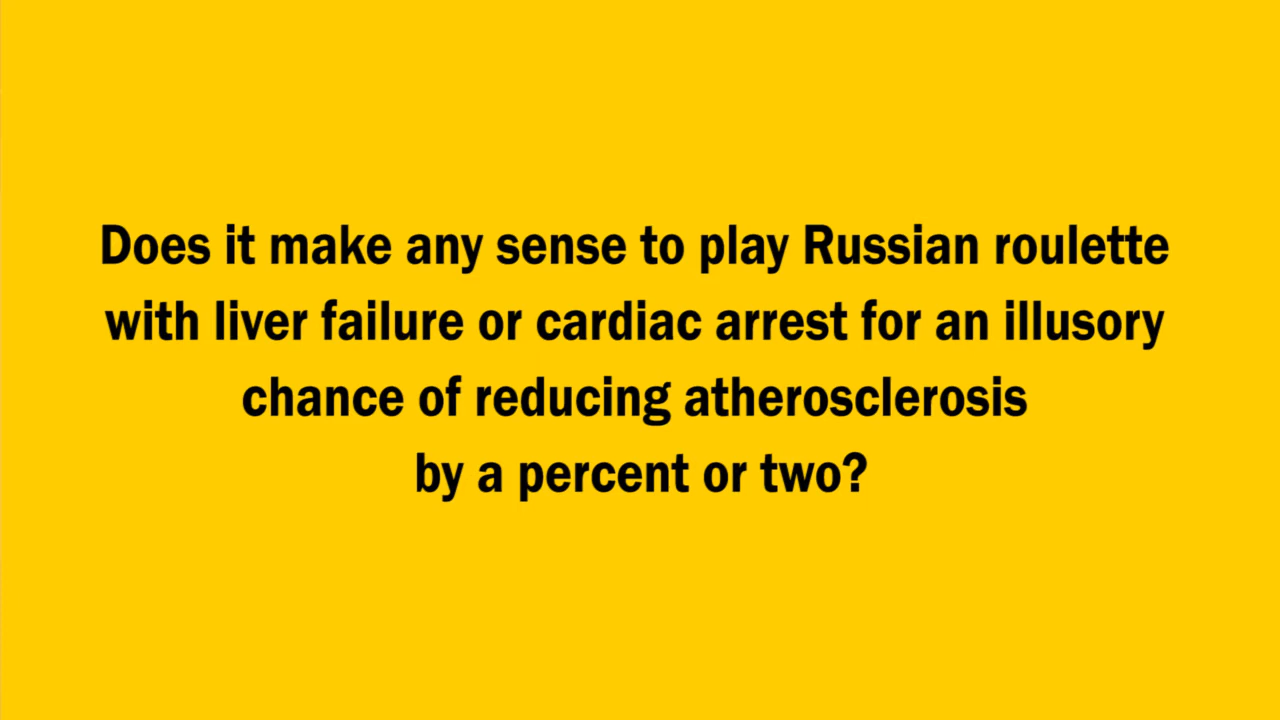 Does it make any sense to play Russian roulette
with liver failure or cardiac arrest for an illusory
chance of reducing atherosclerosis
by a percent or two?